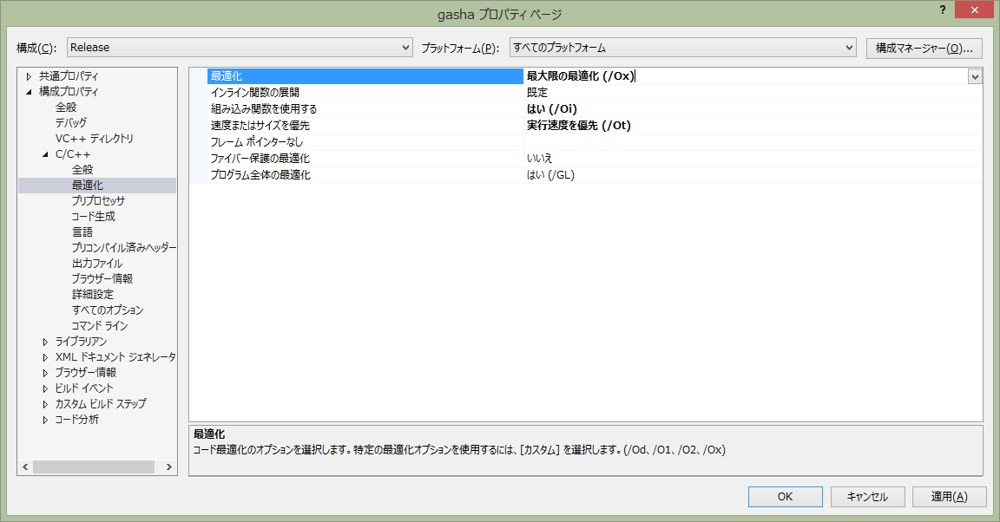 gasha プロパティ ページ
?
構成(C): Release プラットフォーム(P): すべてのプラットフォーム 構成マネージャー(O)...
共通プロパティ
構成プロパティ
全般
デバッグ
VC++ ディレクトリ
C/C++
全般
最適化
プリプロセッサ
コード生成
言語
プリコンパイル済みヘッダー
出力ファイル
ブラウザー情報
詳細設定
すべてのオプション
コマンド ライン
ライブラリアン
XML ドキュメント ジェネレータ
ブラウザー情報
ビルド イベント
カスタム ビルド ステップ
コード分析
最適化 最大限の最適化 (/Ox)
インライン関数の展開 既定
組み込み関数を使用する はい (/Oi)
速度またはサイズを優先 実行速度を優先 (/Ot)
フレーム ポインターなし
ファイバー保護の最適化 いいえ
プログラム全体の最適化 はい (/GL)
最適化
コード最適化のオプションを選択します。特定の最適化オプションを使用するには、[カスタム] を選択します。(/Od、/O1、/O2、/Ox)
OK キャンセル 適用(A)